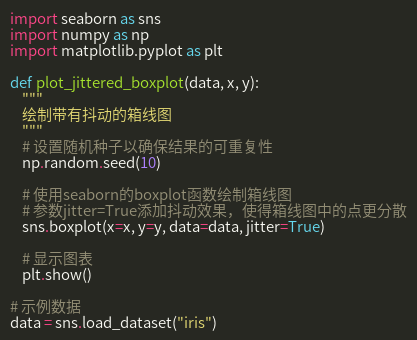 import seaborn as sns
import numpy as np
import matplotlib.pyplot as plt
def plot_jittered_boxplot(data, x, y):
"""
绘制带有抖动的箱线图
"""
# 设置随机种子以确保结果的可重复性
np.random.seed(10)
# 使用seaborn的boxplot函数绘制箱线图
# 参数jitter=True添加抖动效果，使得箱线图中的点更分散
sns.boxplot(x=x, y=y, data=data, jitter=True)
# 显示图表
plt.show()
# 示例数据
data = sns.load_dataset("iris")